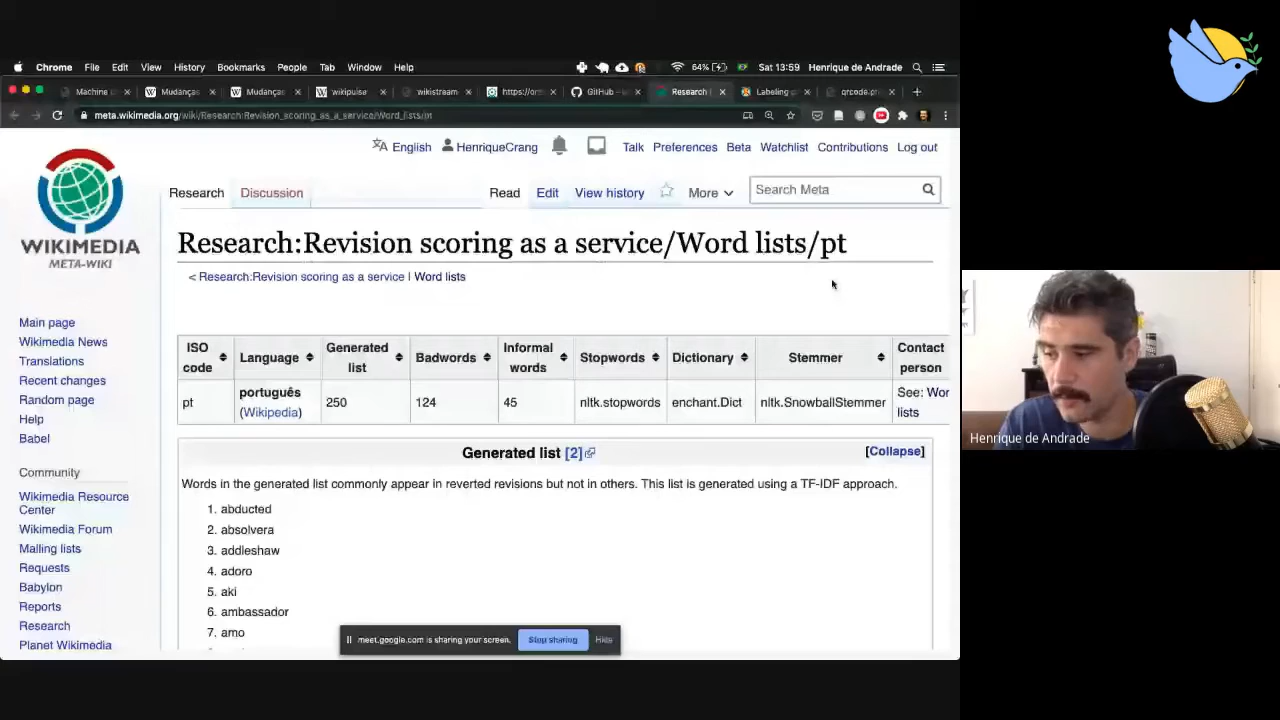 Chrome File Edit View History Bookmarks People Tab Window Help 64% Sat 13:59 Henrique de Andrade
Machine Mudanças Mudanç wikipulse wikistream https://or GitHub - Research Labeling qrcode.p
meta.wikimedia.org/wiki/Research:Revision_scoring_as_a_service/Word_lists/pt
English HenriqueCrang Talk Preferences Beta Watchlist Contributions Log out
Research Discussion Read Edit View history More Search Meta
WIKIMEDIA
META-WIKI
Research:Revision scoring as a service/Word lists/pt
< Research:Revision scoring as a service | Word lists
Main page
Wikimedia News
Translations
Recent changes
Random page
Help
Babel
Community
Wikimedia Resource
Center
Wikimedia Forum
Mailing lists
Requests
Babylon
Reports
Research
Planet Wikimedia
ISO code Language Generated list Badwords Informal words Stopwords Dictionary Stemmer Contact person
pt português (Wikipedia) 250 124 45 nltk.stopwords enchant.Dict nltk.SnowballStemmer See: Wor lists
Generated list [2] [Collapse]
Words in the generated list commonly appear in reverted revisions but not in others. This list is generated using a TF-IDF approach.
1. abducted
2. absolvera
3. addleshaw
4. adoro
5. aki
6. ambassador
7. amo
meet.google.com is sharing your screen. Stop sharing Hide
Henrique de Andrade